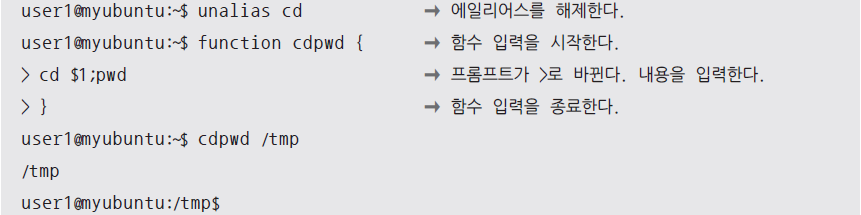 user1@myubuntu:~$ unalias cd → 에일리어스를 해제한다.
user1@myubuntu:~$ function cdpwd { → 함수 입력을 시작한다.
> cd $1;pwd → 프롬프트가 >로 바뀐다. 내용을 입력한다.
> } → 함수 입력을 종료한다.
user1@myubuntu:~$ cdpwd /tmp
/tmp
user1@myubuntu:/tmp$